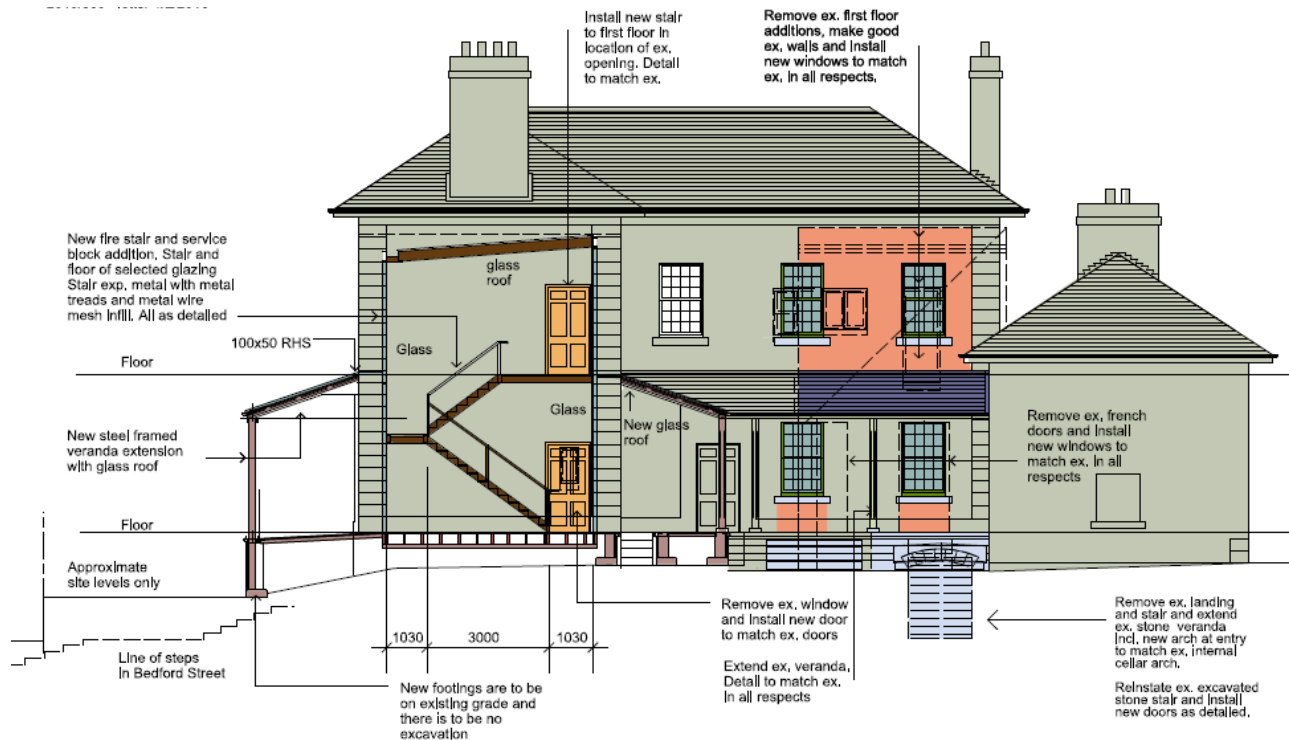 Install new stair
to first floor in
location of ex.
opening. Detail
to match ex.
Remove ex. first floor
additions, make good
ex. walls and install
new windows to match
ex. in all respects.
New fire stair and service
block addition. Stair and
floor of selected glazing
Stair exp. metal with metal
treads and metal wire
mesh infill. All as detailed
glass
roof
100x50 RHS
Glass
Floor
Glass
New glass
roof
New steel framed
veranda extension
with glass roof
Remove ex. french
doors and install
new windows to
match ex. in all
respects
Floor
Approximate
site levels only
1030
3000
1030
Line of steps
in Bedford Street
New footings are to be
on existing grade and
there is to be no
excavation
Remove ex. window
and install new door
to match ex. doors
Extend ex. veranda.
Detail to match ex.
in all respects
Remove ex. landing
and stair and extend
ex. stone veranda
incl. new arch at entry
to match ex. internal
cellar arch.
Reinstate ex. excavated
stone stair and install
new doors as detailed.